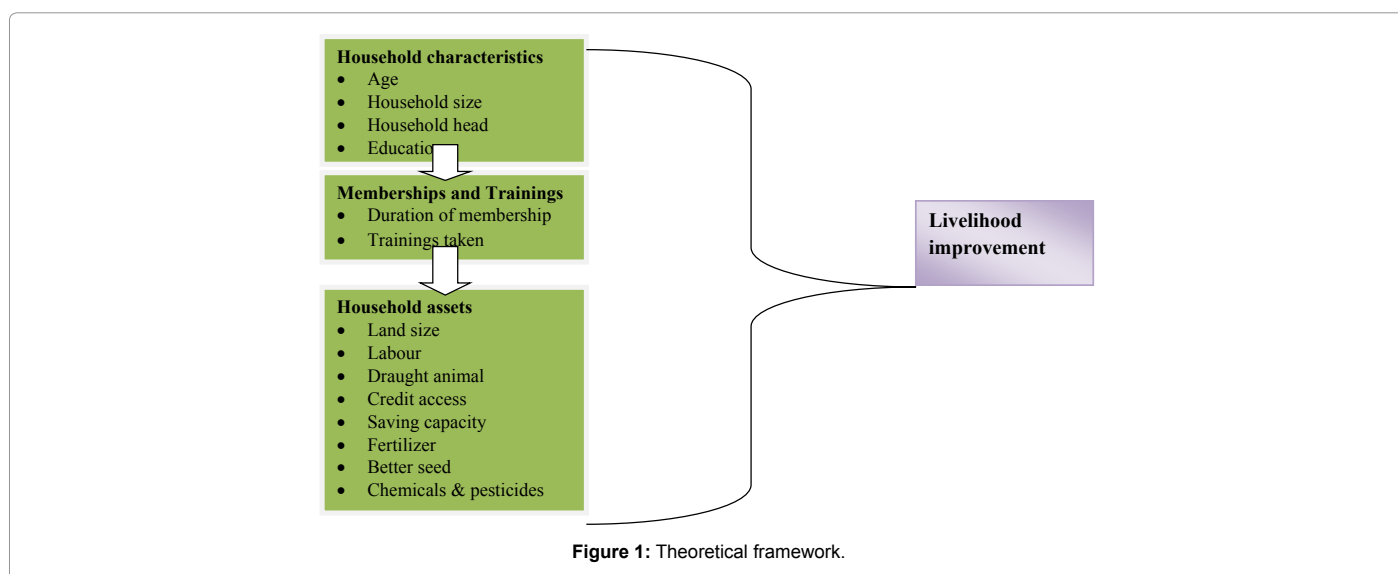 Household characteristics
• Age
• Household size
• Household head
• Educatio
Memberships and Trainings
• Duration of membership
• Trainings taken
Household assets
• Land size
• Labour
• Draught animal
• Credit access
• Saving capacity
• Fertilizer
• Better seed
• Chemicals & pesticides
Livelihood
improvement
Figure 1: Theoretical framework.